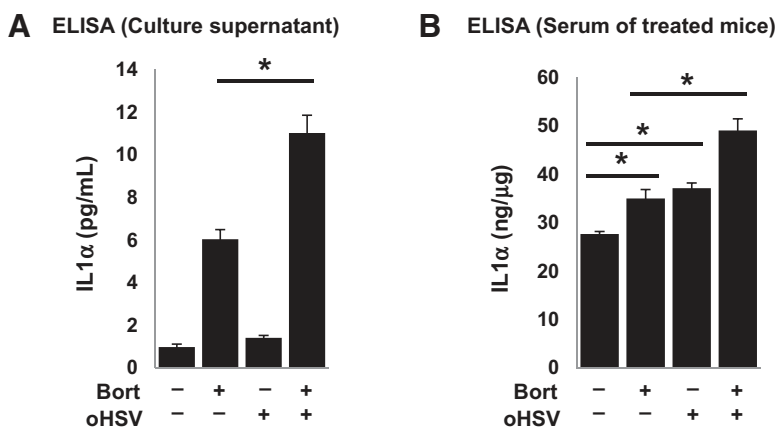 A ELISA (Culture supernatant)
IL1α (pg/mL)
14
12
10
8
6
4
2
0
*
Bort – + – +
oHSV – – + +
B ELISA (Serum of treated mice)
IL1α (ng/μg)
60
50
40
30
20
10
0
*
*
*
Bort – + – +
oHSV – – + +